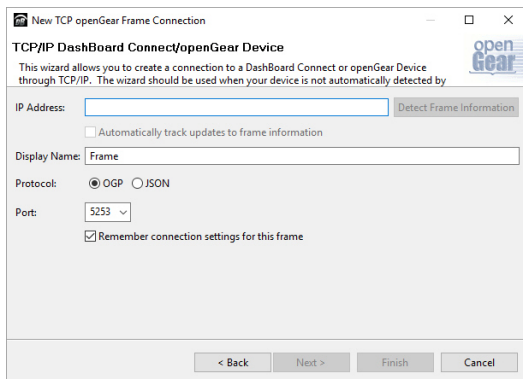 New TCP openGear Frame Connection
TCP/IP DashBoard Connect/openGear Device
open
Gear
This wizard allows you to create a connection to a DashBoard Connect or openGear Device
through TCP/IP. The wizard should be used when your device is not automatically detected by
IP Address:
Detect Frame Information
Automatically track updates to frame information
Display Name: Frame
Protocol: OGP JSON
Port: 5253
Remember connection settings for this frame
< Back Next > Finish Cancel